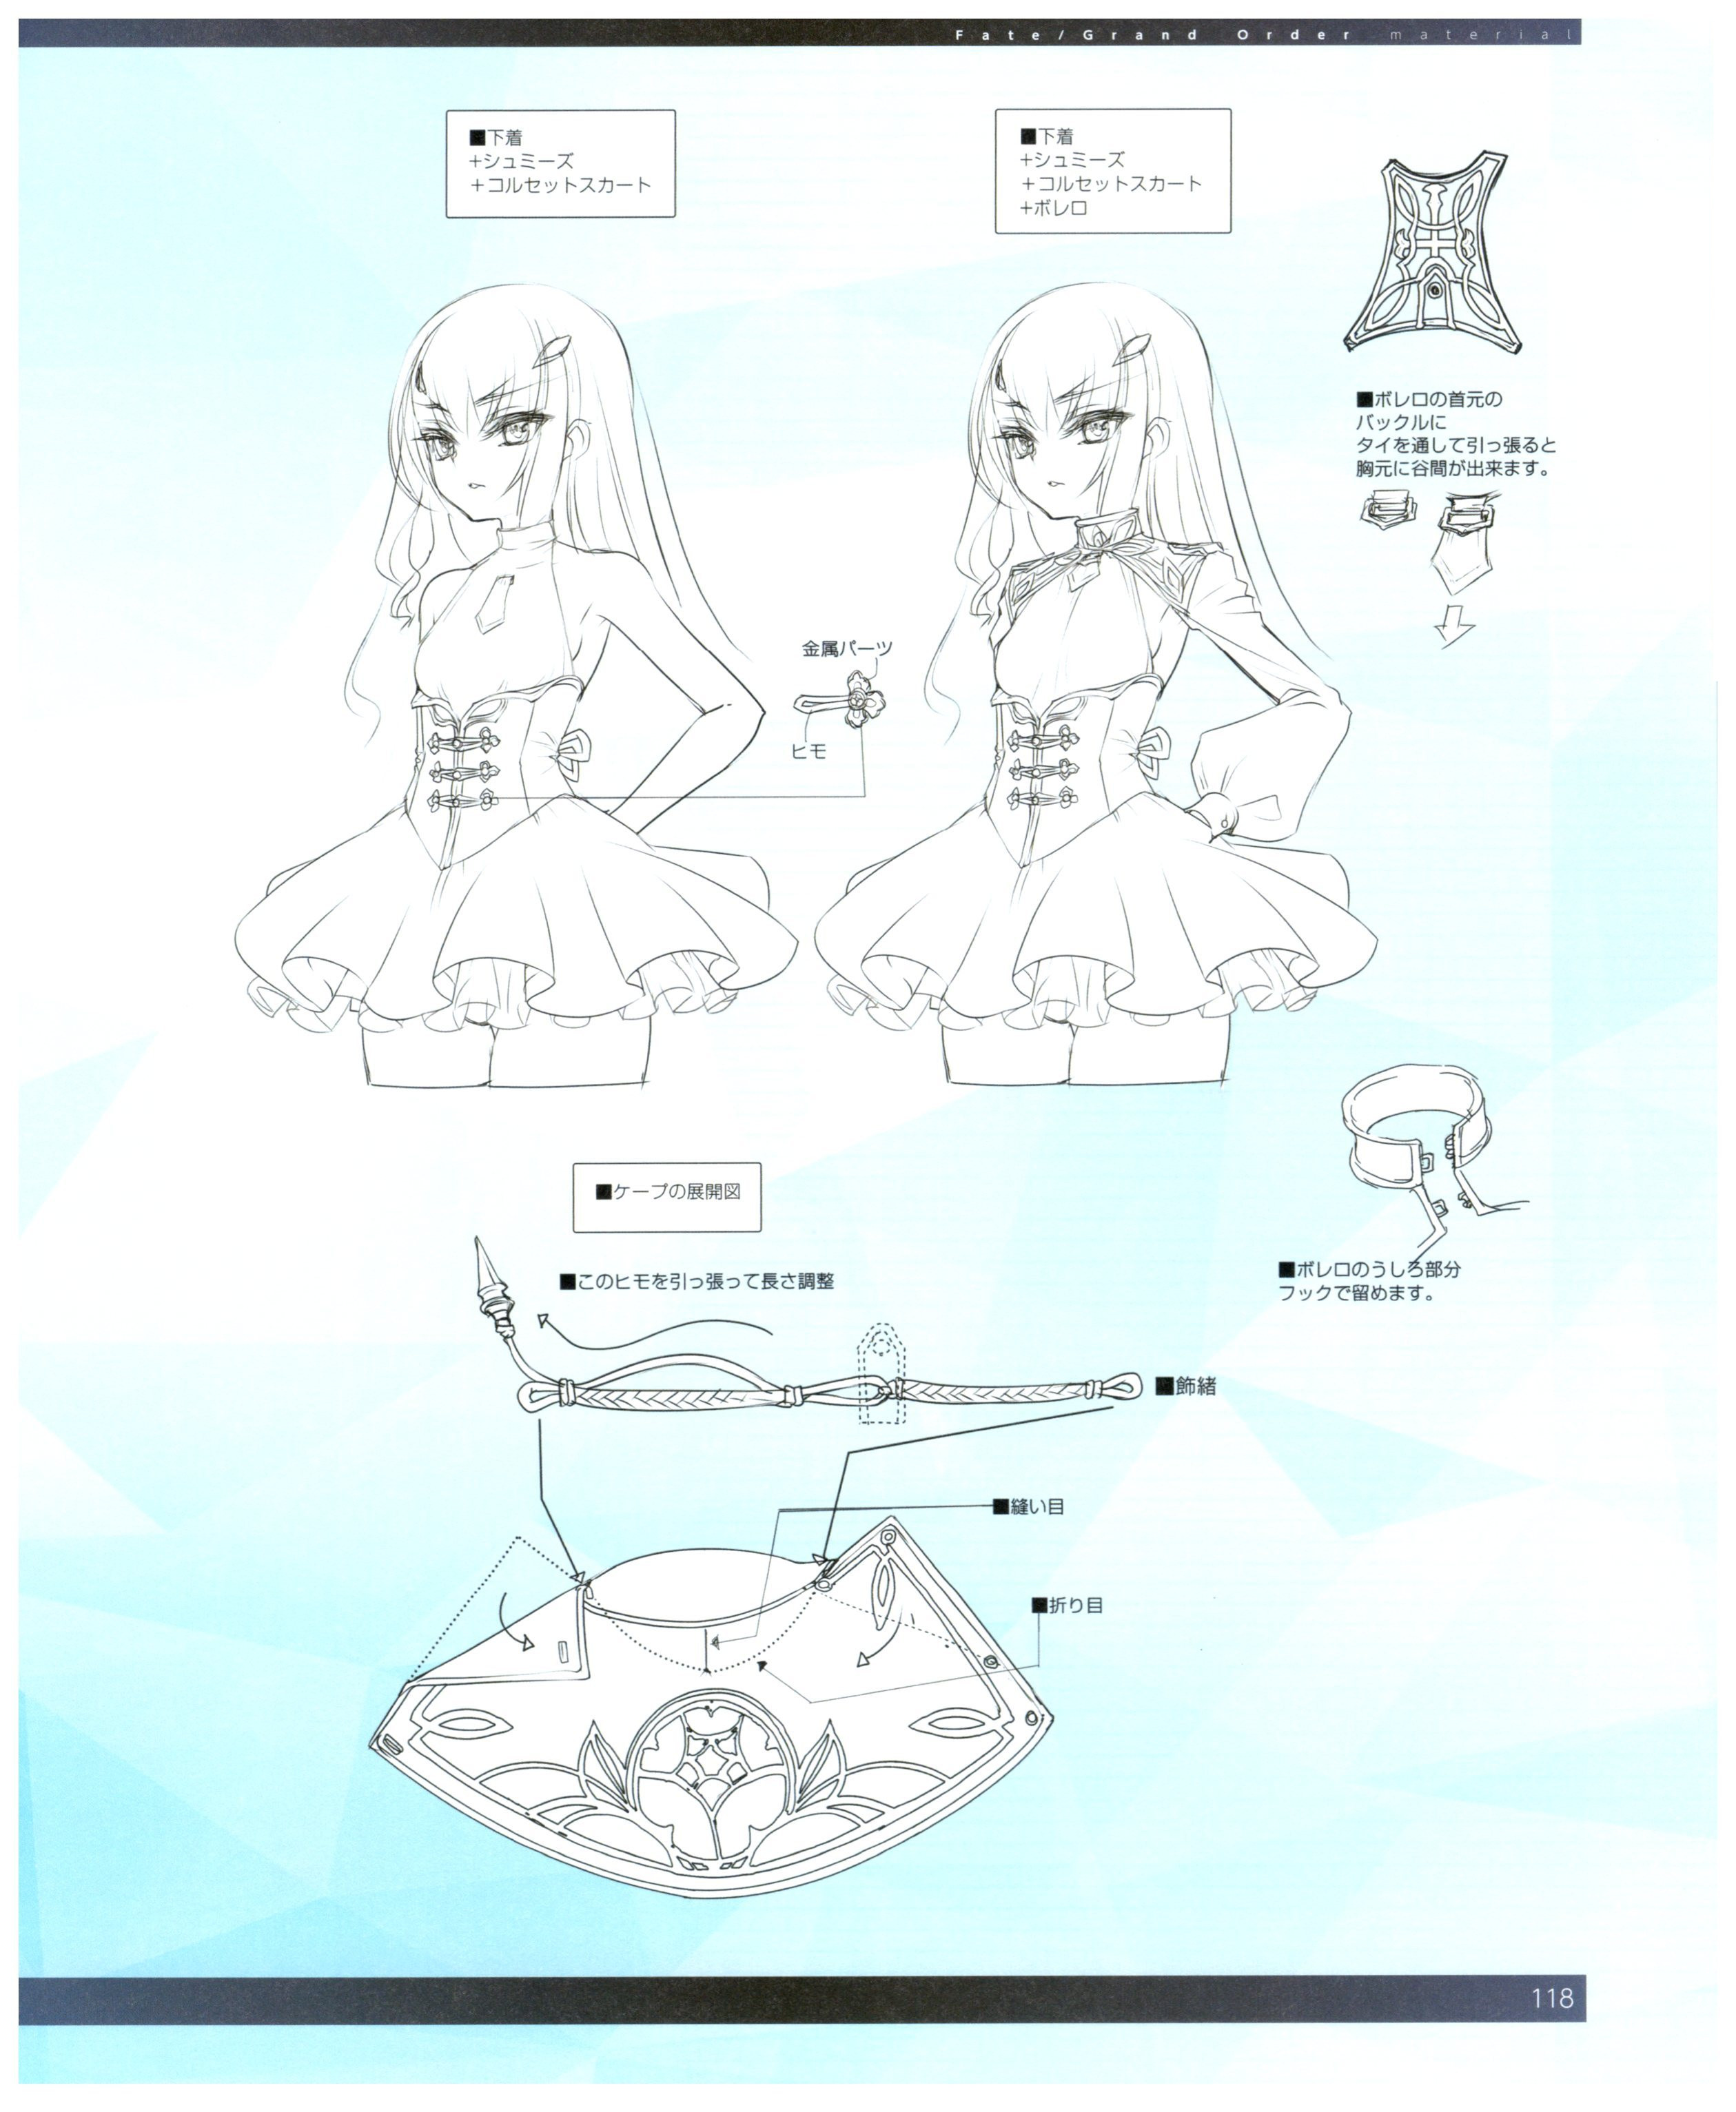 Fate/Grand Order material
■下着
+シュミーズ
+コルセットスカート
■下着
+シュミーズ
+コルセットスカート
+ボレロ
■ボレロの首元の
バックルに
タイを通して引っ張ると
胸元に谷間が出来ます。
金属パーツ
ヒモ
■ボレロのうしろ部分
フックで留めます。
■ケープの展開図
■このヒモを引っ張って長さ調整
■飾緒
■縫い目
■折り目
118